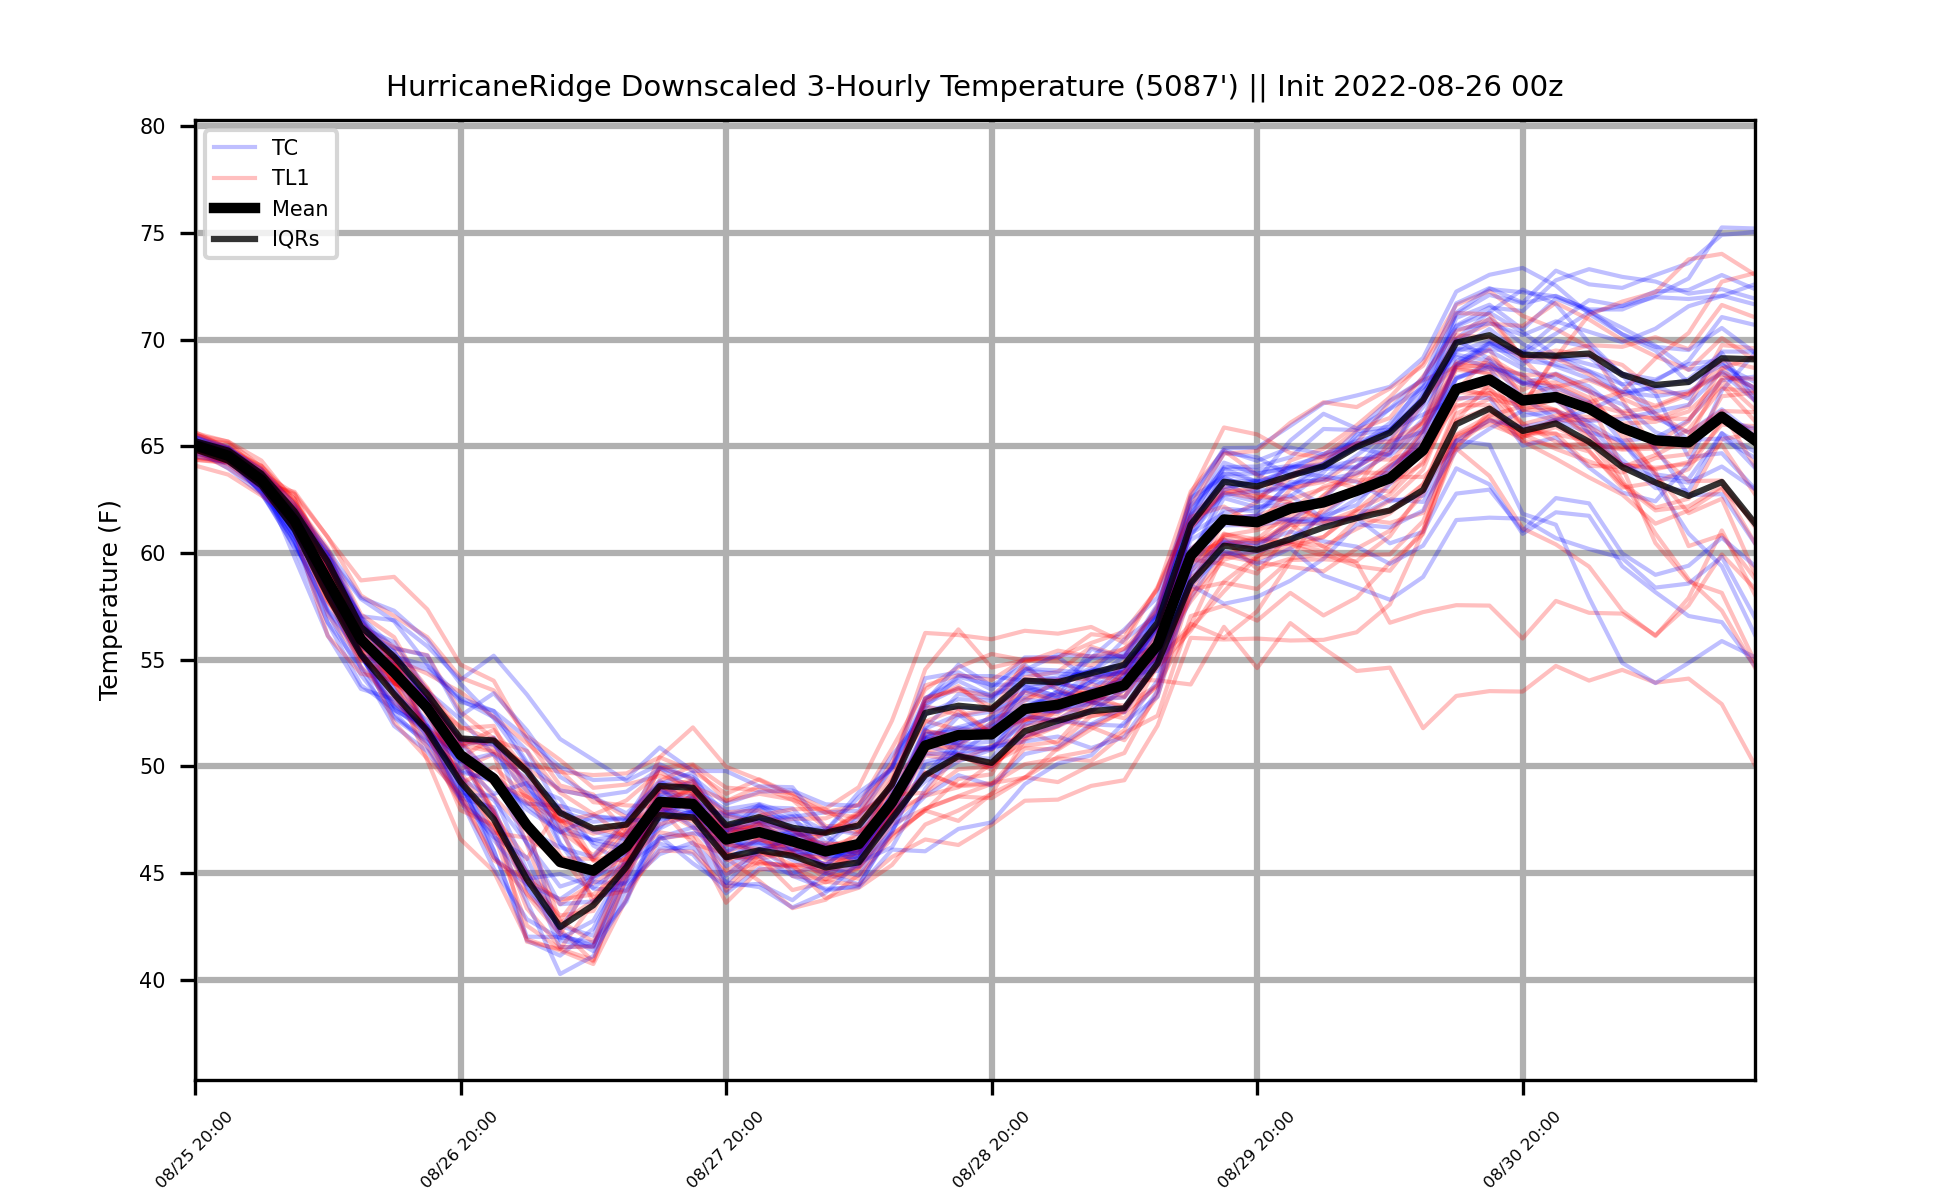 HurricaneRidge Downscaled 3-Hourly Temperature (5087') || Init 2022-08-26 00z
TC
TL1
Mean
IQRs
Temperature (F)
80
75
70
65
60
55
50
45
40
08/25 20:00
08/26 20:00
08/27 20:00
08/28 20:00
08/29 20:00
08/30 20:00